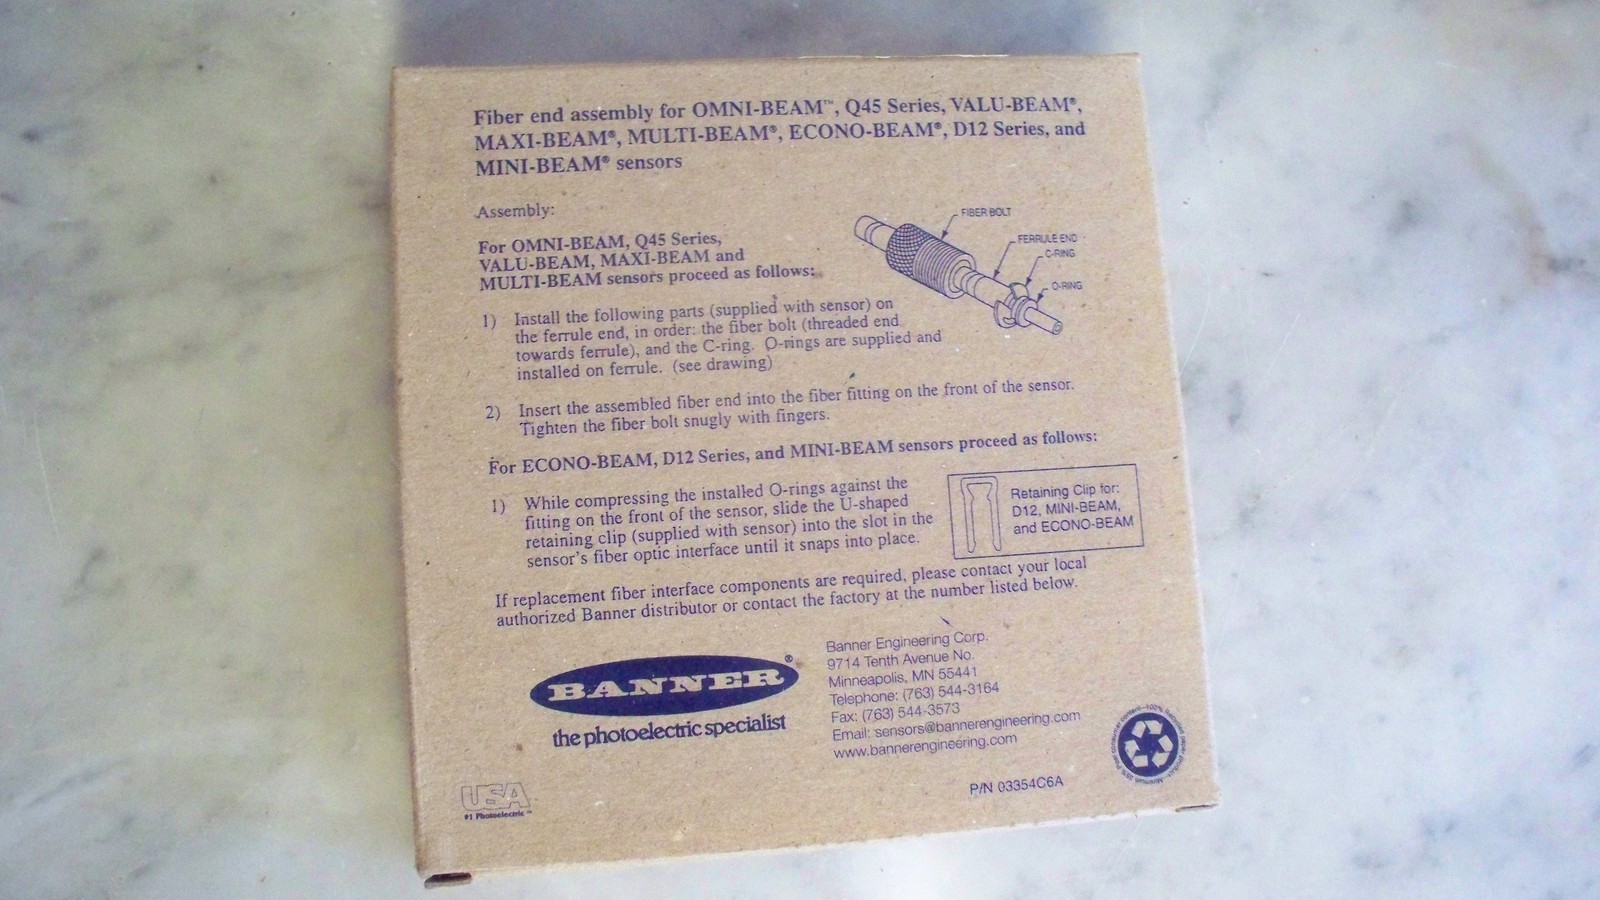 Fiber end assembly for OMNI-BEAM™, Q45 Series, VALU-BEAM®,
MAXI-BEAM®, MULTI-BEAM®, ECONO-BEAM®, D12 Series, and
MINI-BEAM® sensors
Assembly:
For OMNI-BEAM, Q45 Series,
VALU-BEAM, MAXI-BEAM and
MULTI-BEAM sensors proceed as follows:
FIBER BOLT
FERRULE END
C-RING
O-RING
1) Install the following parts (supplied with sensor) on
the ferrule end, in order: the fiber bolt (threaded end
towards ferrule), and the C-ring. O-rings are supplied and
installed on ferrule. (see drawing)
2) Insert the assembled fiber end into the fiber fitting on the front of the sensor.
Tighten the fiber bolt snugly with fingers.
For ECONO-BEAM, D12 Series, and MINI-BEAM sensors proceed as follows:
1) While compressing the installed O-rings against the
fitting on the front of the sensor, slide the U-shaped
retaining clip (supplied with sensor) into the slot in the
sensor's fiber optic interface until it snaps into place.
Retaining Clip for:
D12, MINI-BEAM,
and ECONO-BEAM
If replacement fiber interface components are required, please contact your local
authorized Banner distributor or contact the factory at the number listed below.
BANNER®
the photoelectric specialist
Banner Engineering Corp.
9714 Tenth Avenue No.
Minneapolis, MN 55441
Telephone: (763) 544-3164
Fax: (763) 544-3573
Email: sensors@bannerengineering.com
www.bannerengineering.com
P/N 03354C6A
USA
#1 Photoelectric™